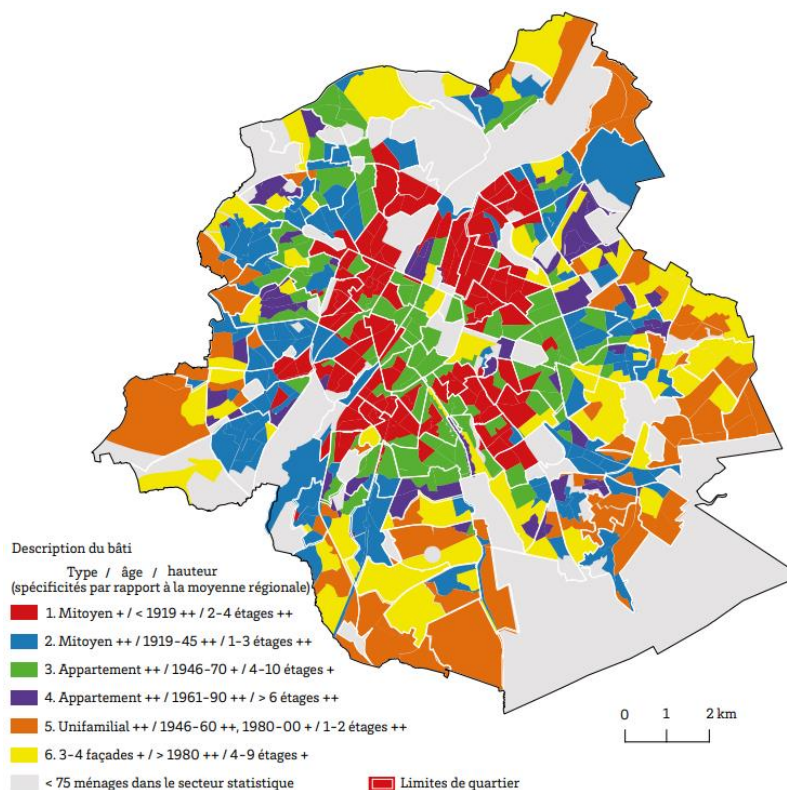 Description du bâti
Type / âge / hauteur
(spécificités par rapport à la moyenne régionale)
1. Mitoyen + / < 1919 ++ / 2-4 étages ++
2. Mitoyen ++ / 1919-45 ++ / 1-3 étages ++
3. Appartement ++ / 1946-70 + / 4-10 étages +
4. Appartement ++ / 1961-90 ++ / > 6 étages ++
5. Unifamilial ++ / 1946-60 ++, 1980-00 + / 1-2 étages ++
6. 3-4 façades + / > 1980 ++ / 4-9 étages +
< 75 ménages dans le secteur statistique
Limites de quartier
0 1 2 km